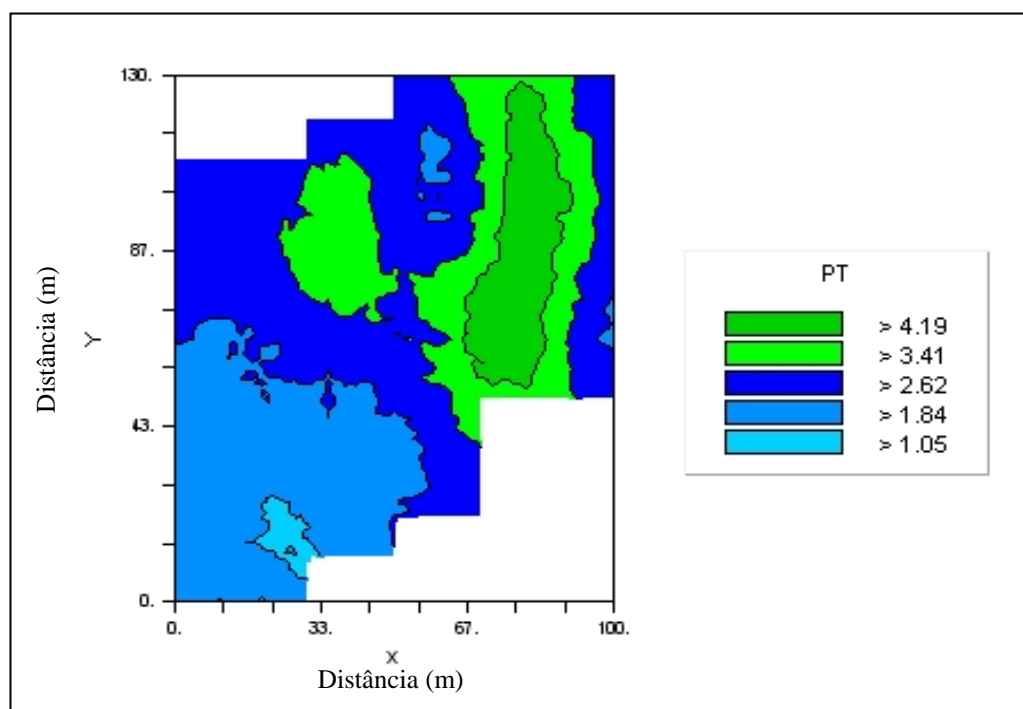 130.
87.
43.
0.
Distância (m)
Y
0. 33. 67. 100.
X
Distância (m)
PT
> 4.19
> 3.41
> 2.62
> 1.84
> 1.05